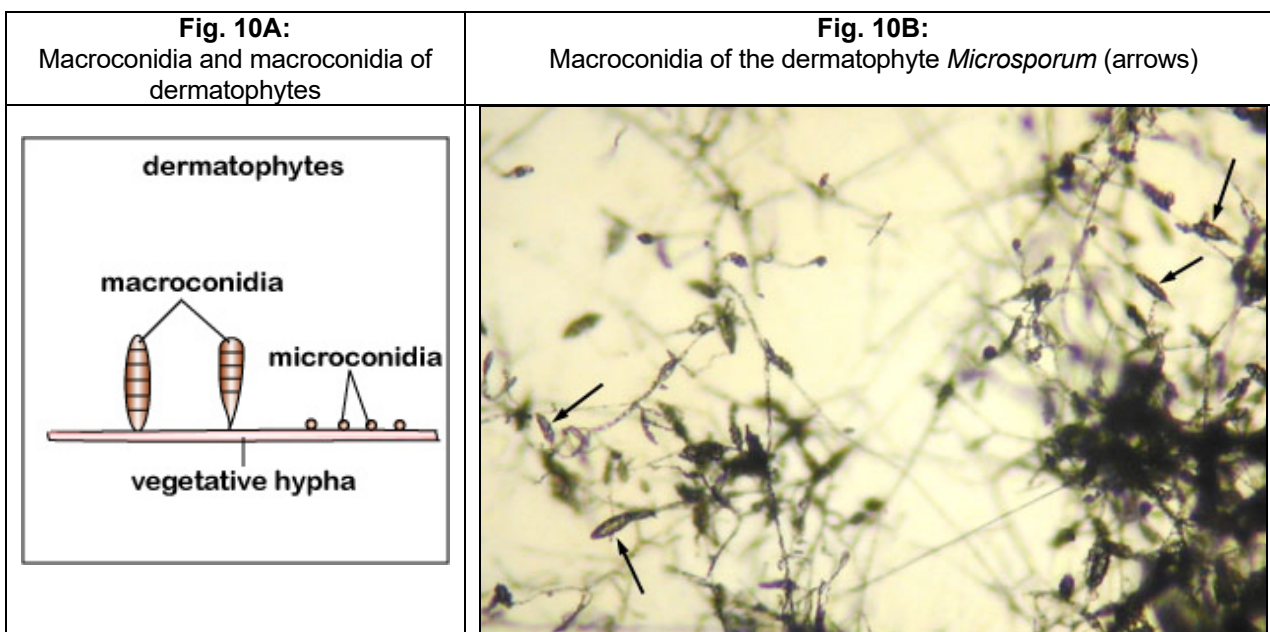 Fig. 10A:
Macroconidia and macroconidia of
dermatophytes
Fig. 10B:
Macroconidia of the dermatophyte Microsporum (arrows)
dermatophytes
macroconidia
microconidia
vegetative hypha